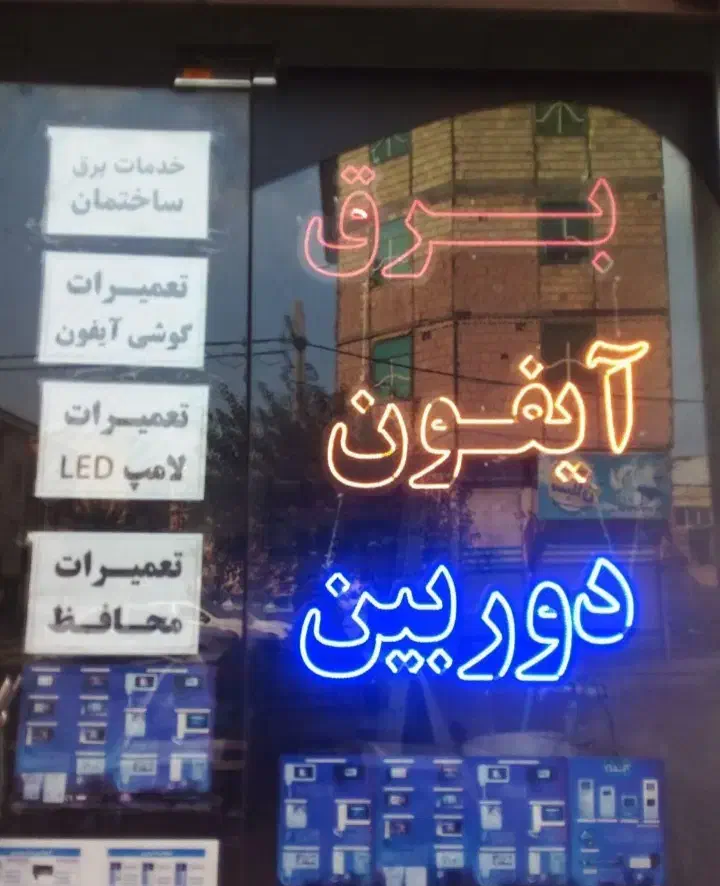 برق
آیفون
دوربین
خدمات برق
ساختمان
تعمیرات
گوشی آیفون
تعمیرات
لامپ LED
تعمیرات
محافظ